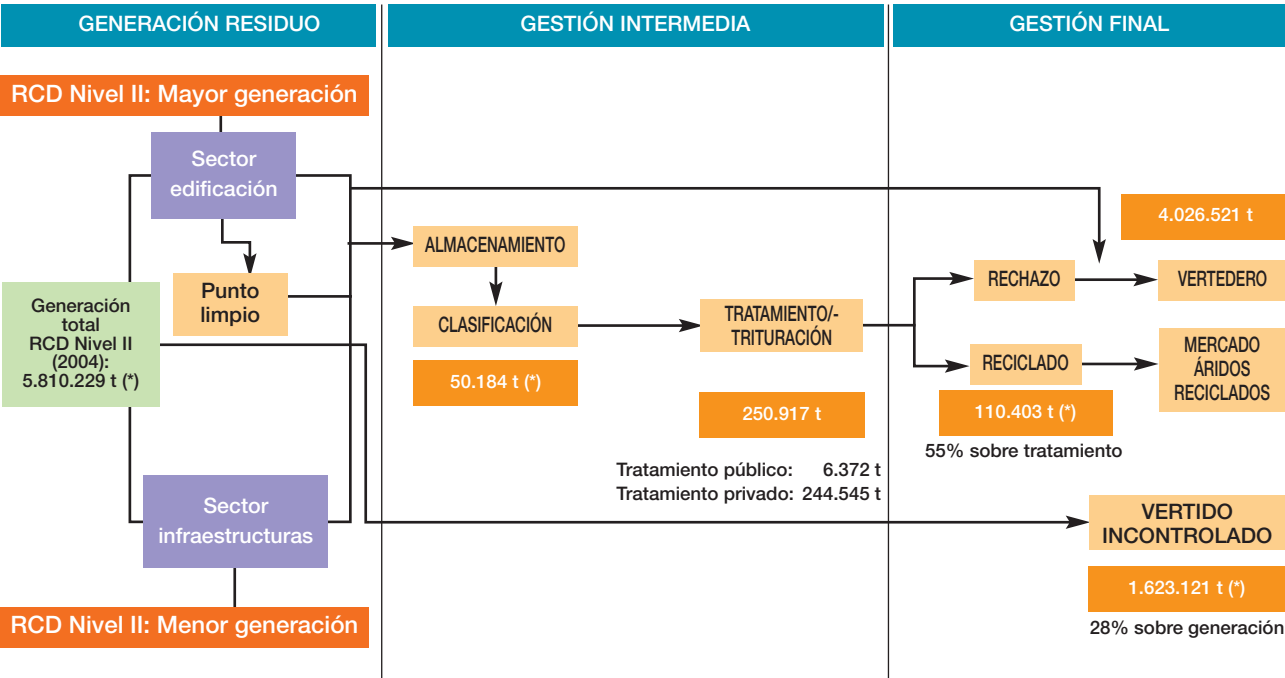 GENERACIÓN RESIDUO
GESTIÓN INTERMEDIA
GESTIÓN FINAL
RCD Nivel II: Mayor generación
Sector
edificación
Punto
limpio
Generación
total
RCD Nivel II
(2004):
5.810.229 t (*)
Sector
infraestructuras
RCD Nivel II: Menor generación
ALMACENAMIENTO
CLASIFICACIÓN
50.184 t (*)
TRATAMIENTO/-
TRITURACIÓN
250.917 t
Tratamiento público: 6.372 t
Tratamiento privado: 244.545 t
4.026.521 t
RECHAZO
VERTEDERO
RECICLADO
MERCADO
ÁRIDOS
RECICLADOS
110.403 t (*)
55% sobre tratamiento
VERTIDO
INCONTROLADO
1.623.121 t (*)
28% sobre generación